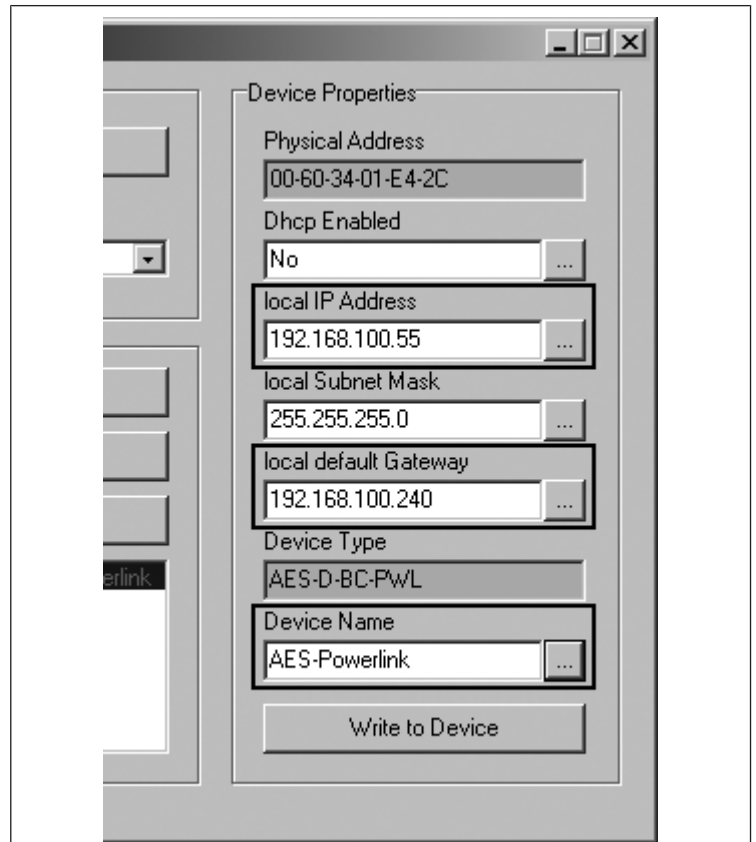 Device Properties
Physical Address
00-60-34-01-E4-2C
Dhcp Enabled
No
...
local IP Address
192.168.100.55
...
local Subnet Mask
255.255.255.0
...
local default Gateway
192.168.100.240
...
Device Type
AES-D-BC-PWL
erlink
Device Name
AES-Powerlink
...
Write to Device